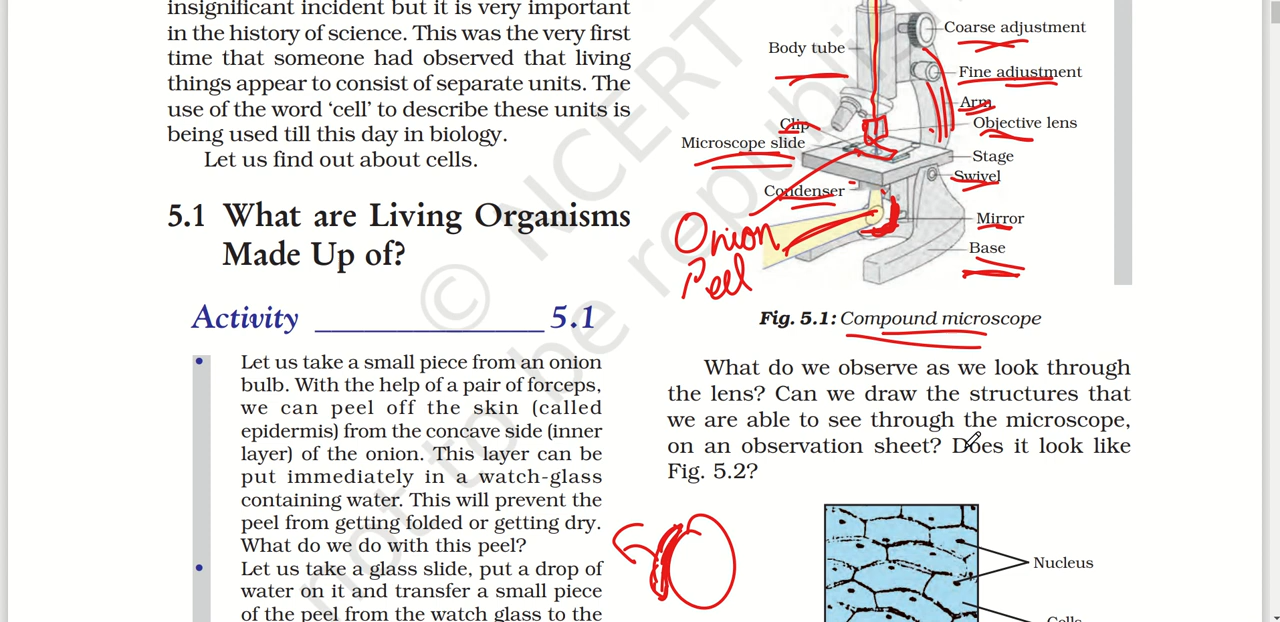 insignificant incident but it is very important
in the history of science. This was the very first
time that someone had observed that living
things appear to consist of separate units. The
use of the word ‘cell’ to describe these units is
being used till this day in biology.
Let us find out about cells.
5.1 What are Living Organisms
Made Up of?
Activity ____________________ 5.1
• Let us take a small piece from an onion
bulb. With the help of a pair of forceps,
we can peel off the skin (called
epidermis) from the concave side (inner
layer) of the onion. This layer can be
put immediately in a watch-glass
containing water. This will prevent the
peel from getting folded or getting dry.
What do we do with this peel?
• Let us take a glass slide, put a drop of
water on it and transfer a small piece
of the peel from the watch glass to the
Coarse adjustment
Body tube
Fine adjustment
Arm
Clip
Objective lens
Microscope slide
Stage
Swivel
Condenser
Mirror
Base
Onion
Peel
Fig. 5.1: Compound microscope
What do we observe as we look through
the lens? Can we draw the structures that
we are able to see through the microscope,
on an observation sheet? Does it look like
Fig. 5.2?
Nucleus
Cells
© NCERT
not to be republis